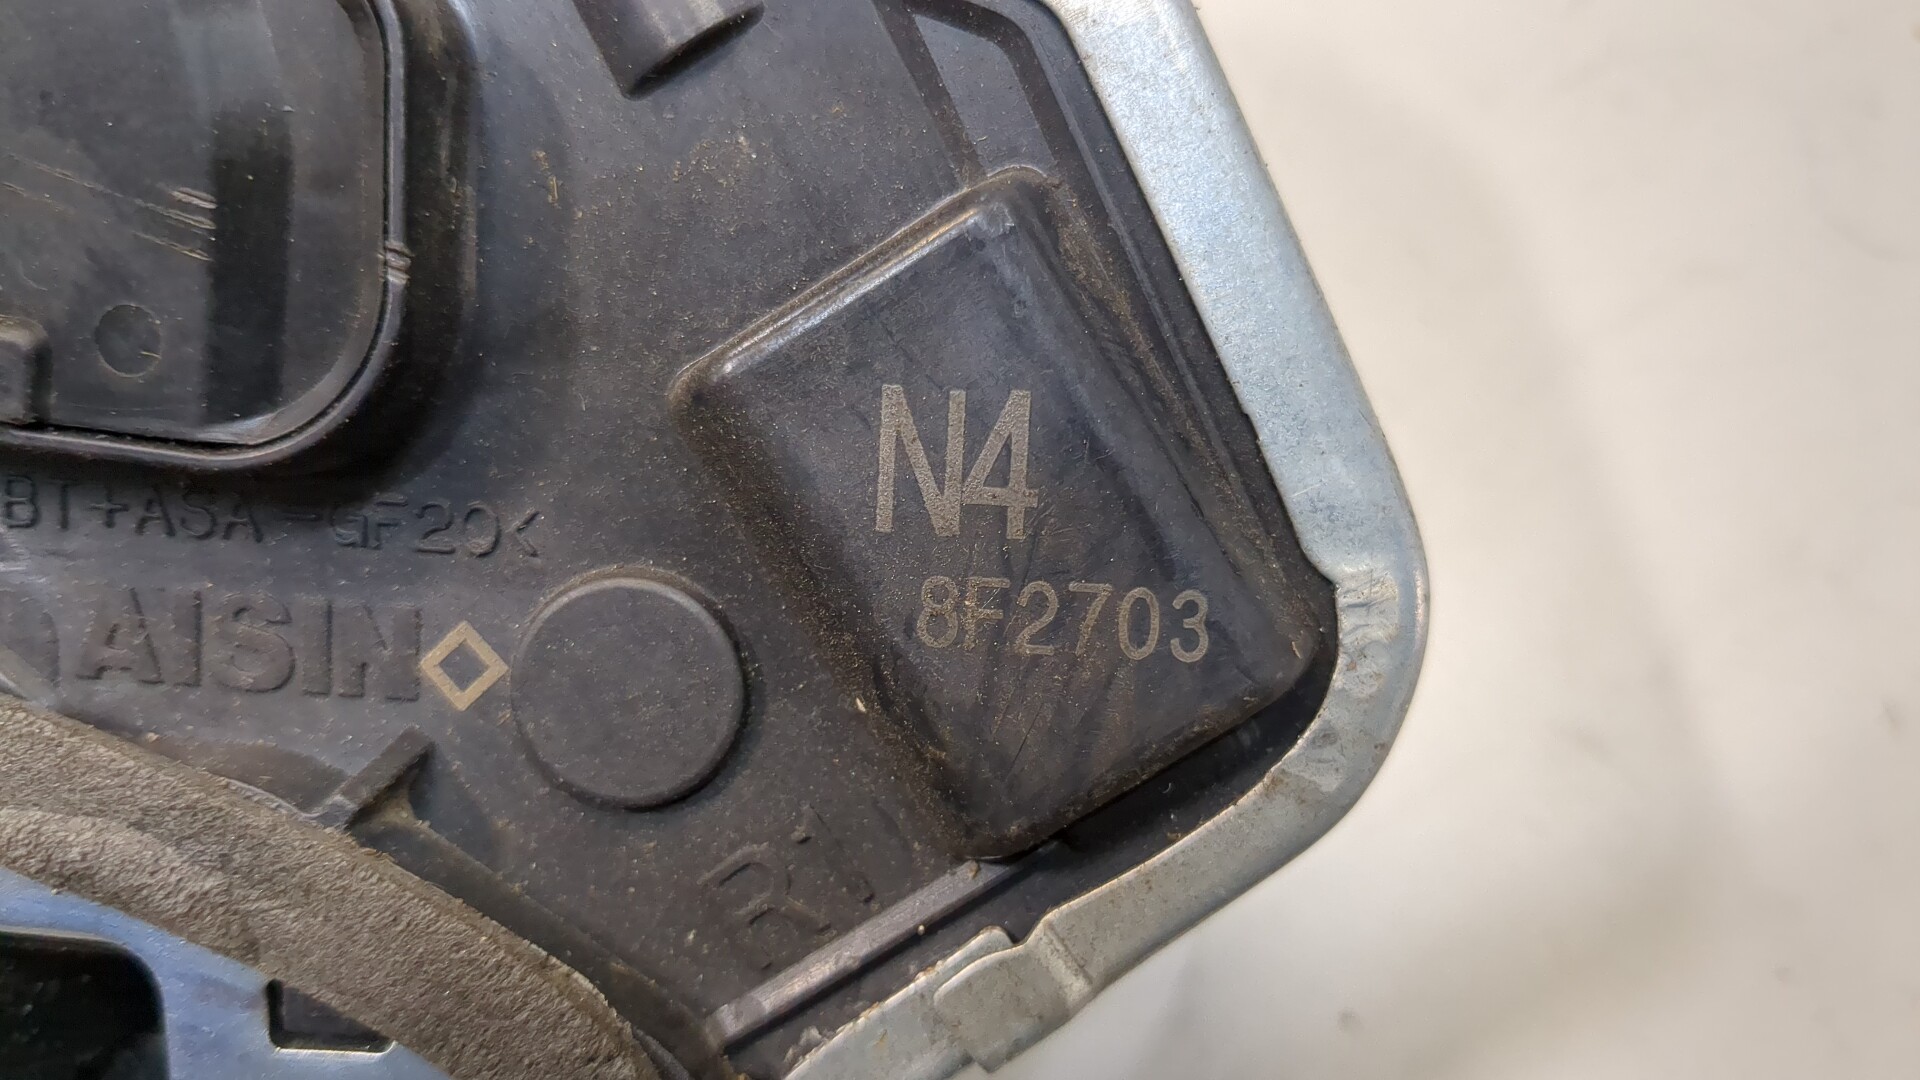 N4
8F2703
BT+ASA-GF20<
AISIN
R